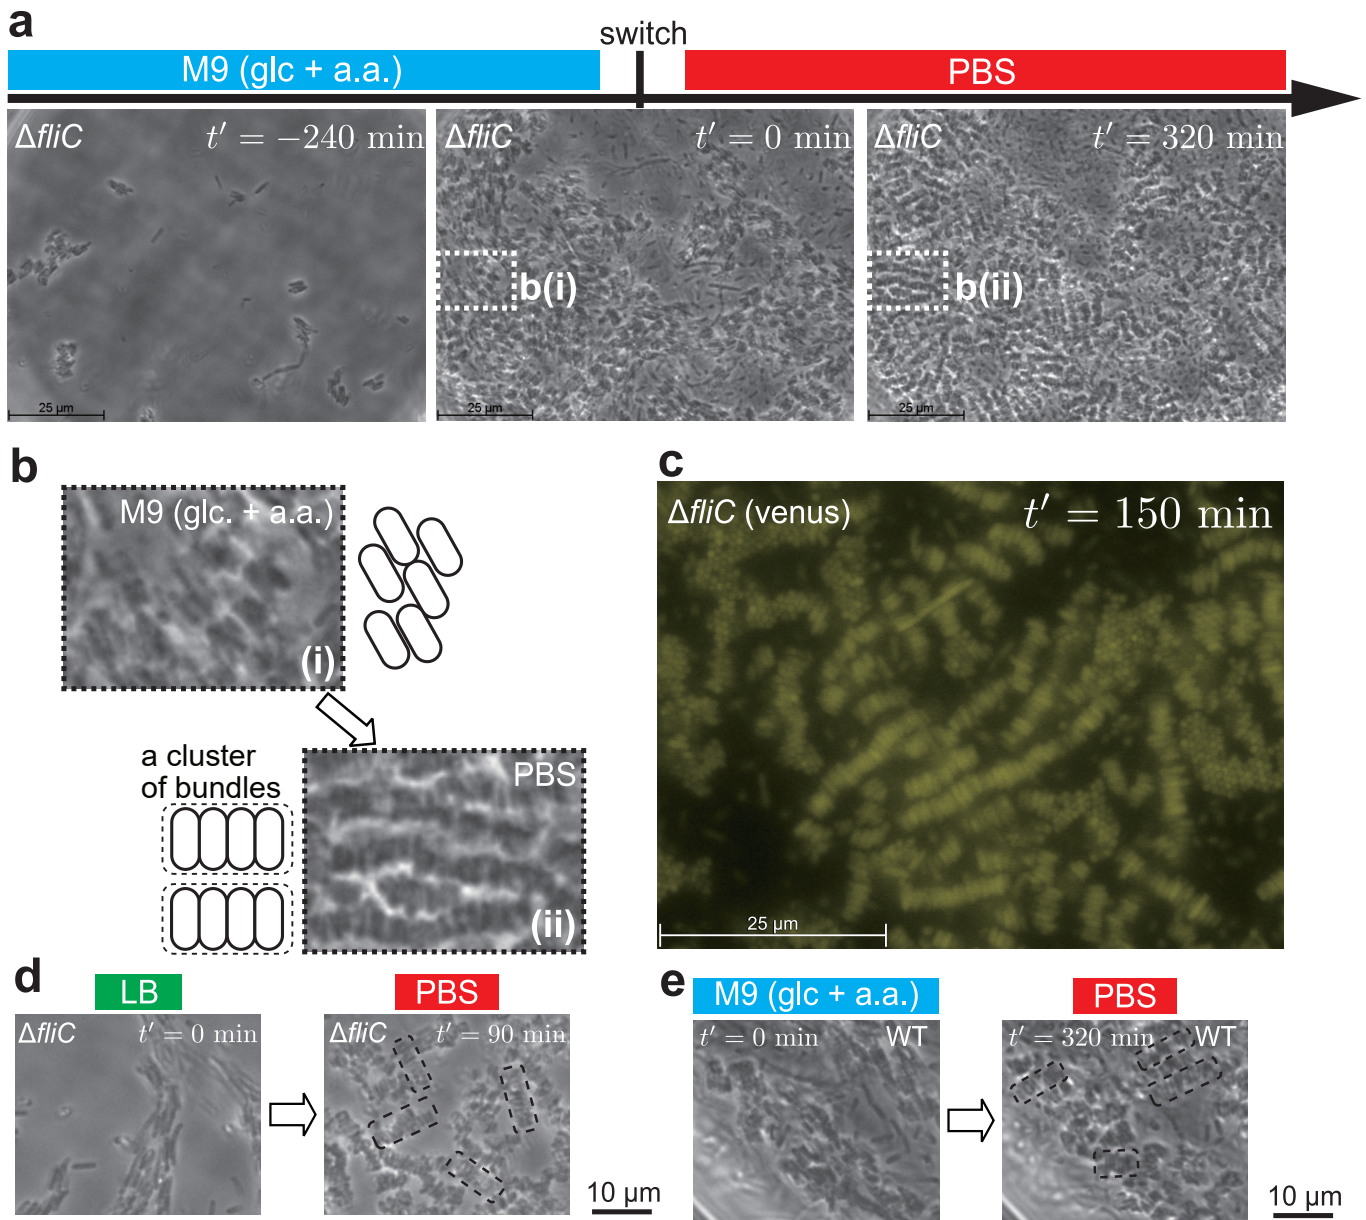 a
switch
M9 (glc + a.a.)
PBS
ΔfliC
t′ = −240 min
25 µm
ΔfliC
t′ = 0 min
b(i)
25 µm
ΔfliC
t′ = 320 min
b(ii)
25 µm
b
M9 (glc. + a.a.)
(i)
a cluster
of bundles
PBS
(ii)
c
ΔfliC (venus)
t′ = 150 min
25 µm
d
LB
PBS
ΔfliC
t′ = 0 min
ΔfliC
t′ = 90 min
10 µm
e
M9 (glc + a.a.)
PBS
t′ = 0 min
WT
t′ = 320 min
WT
10 µm